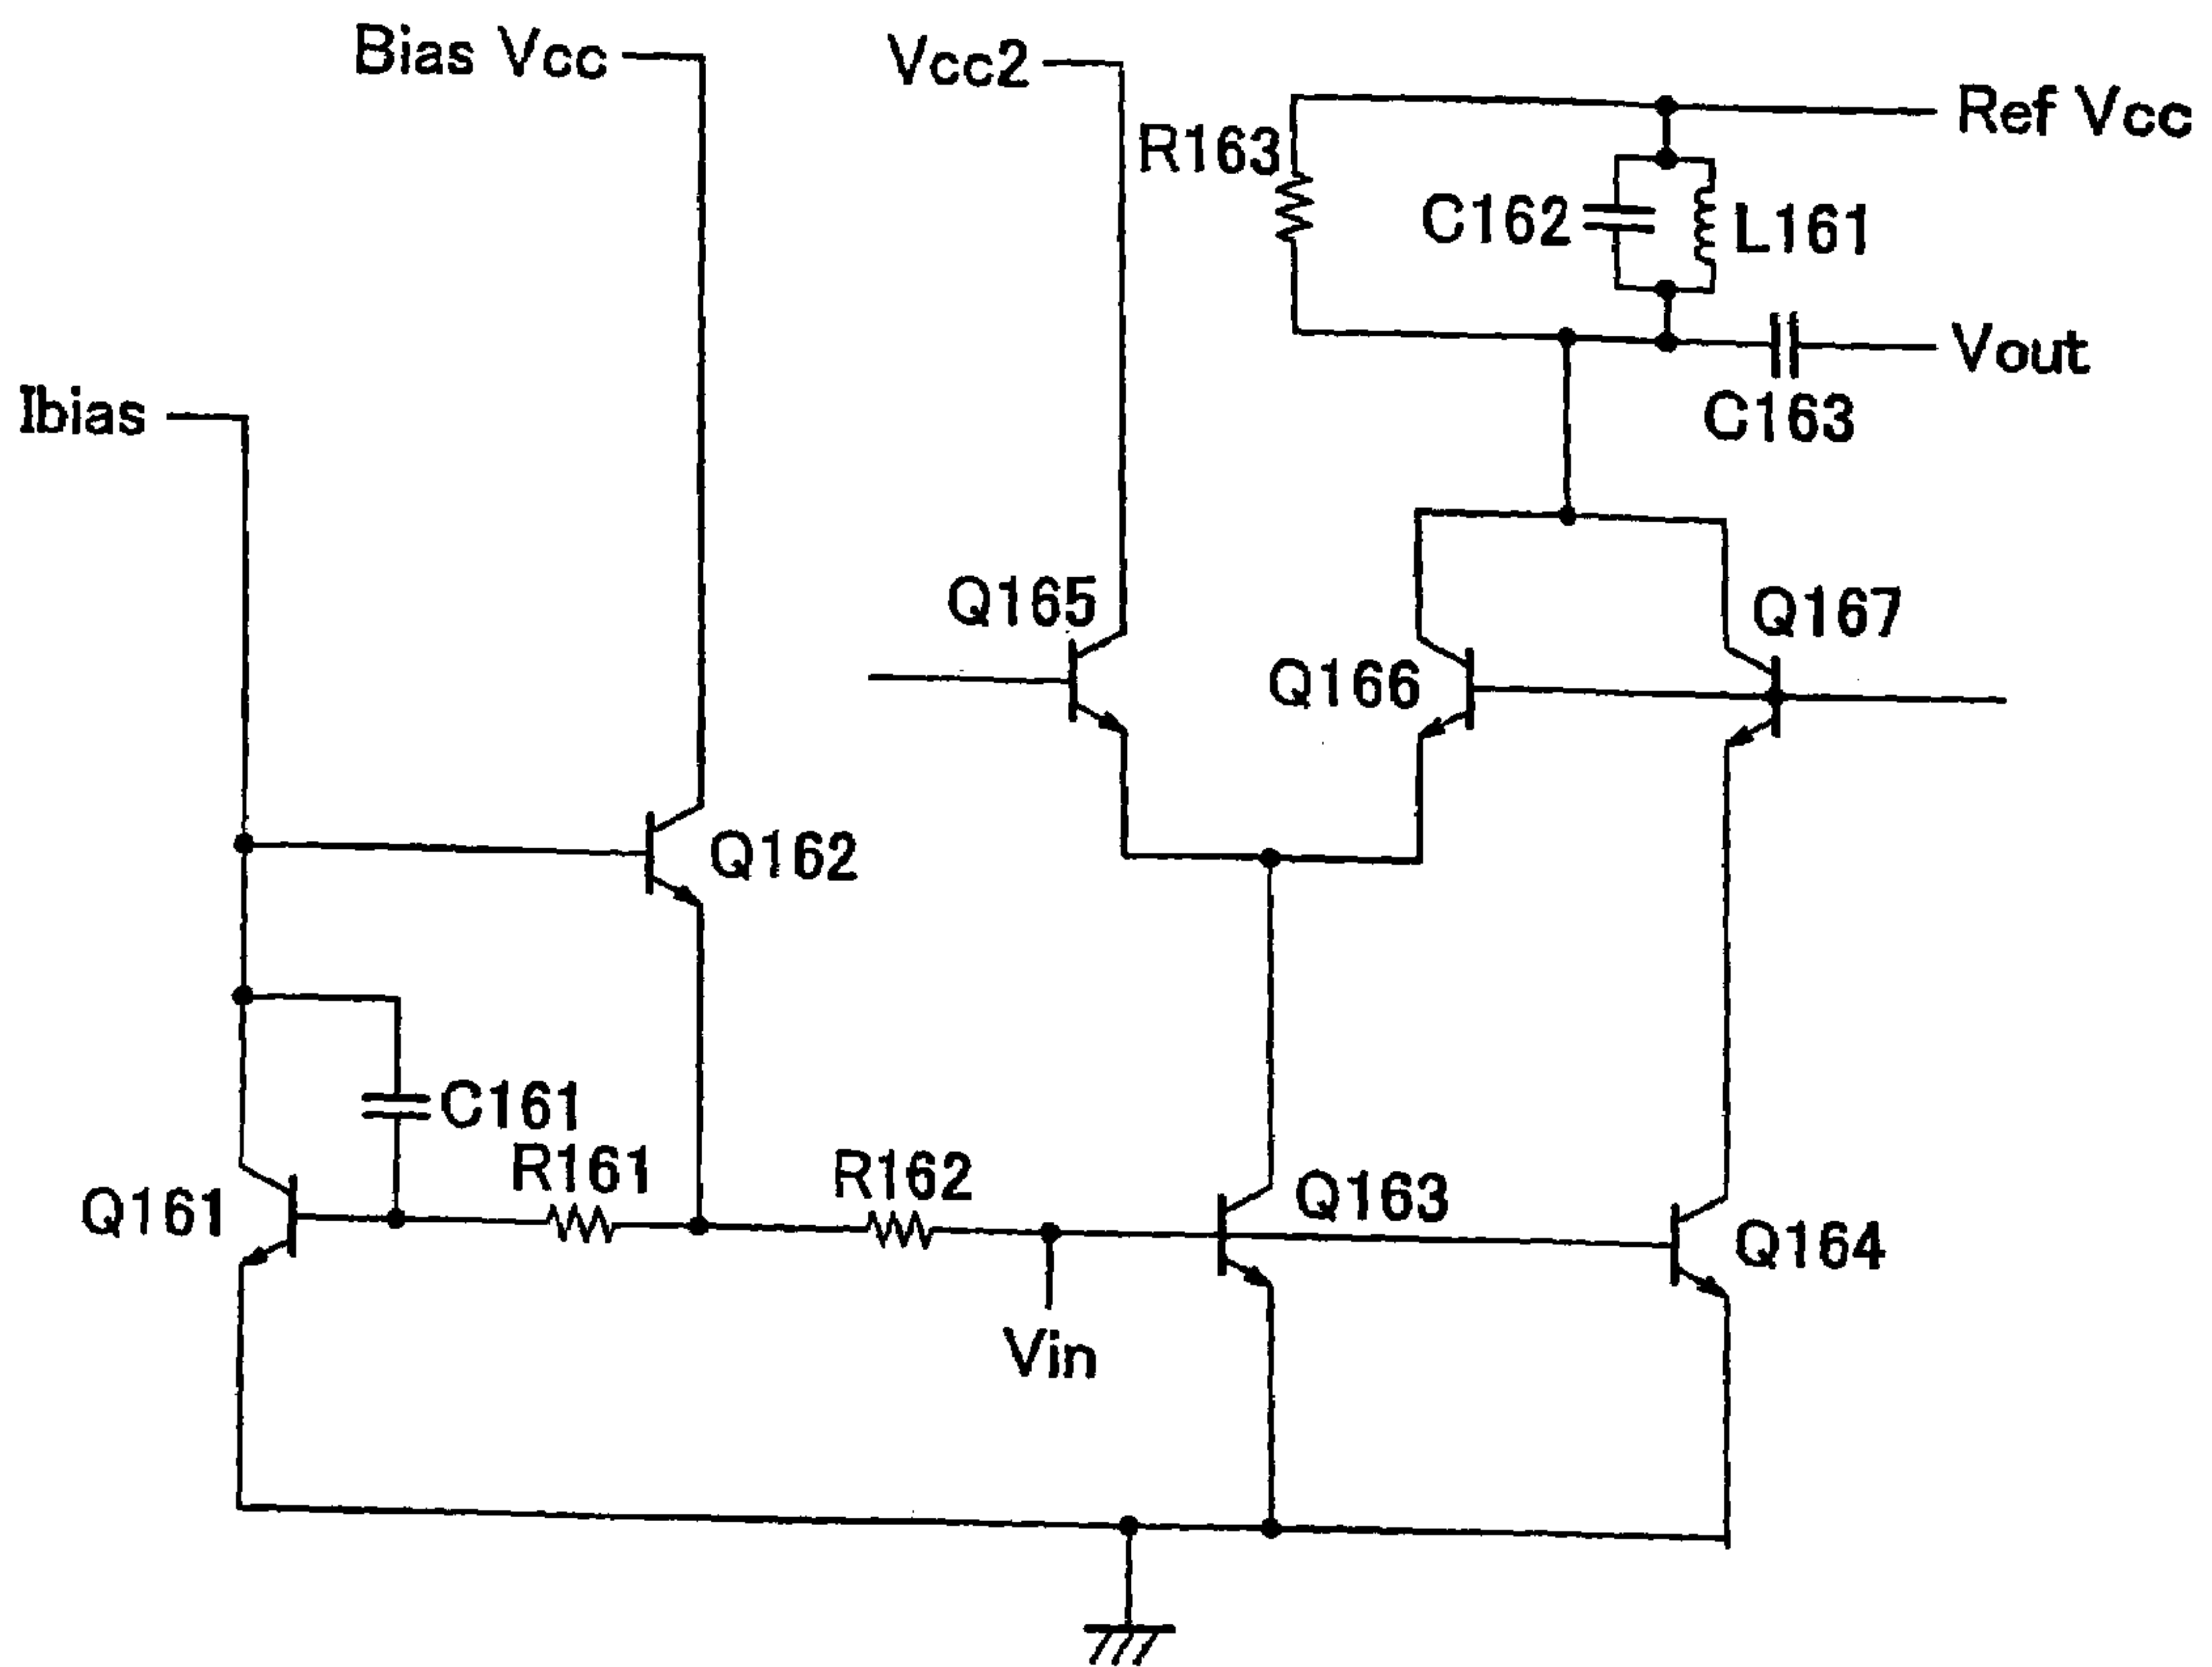 Bias Vcc
Vcc2
Ref Vcc
R163
C162
L161
Vout
C163
Ibias
Q165
Q167
Q166
Q162
C161
R161
R162
Q161
Q163
Q164
Vin